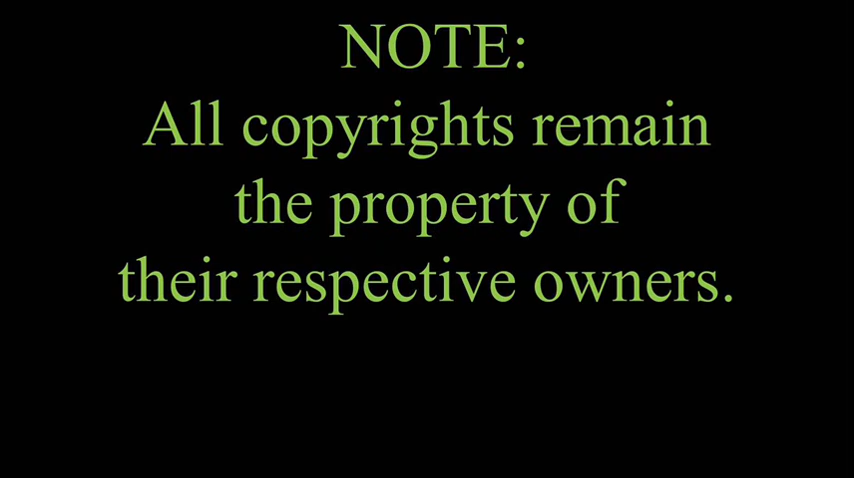 NOTE:
All copyrights remain
the property of
their respective owners.